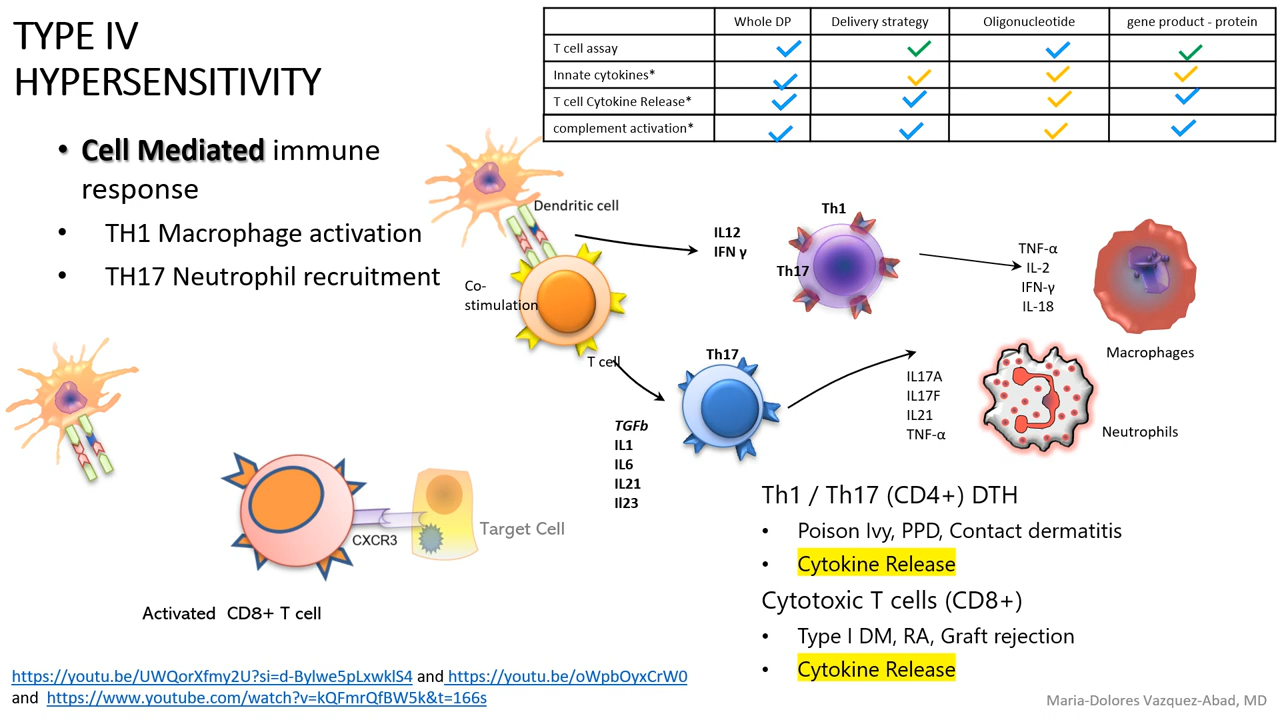 TYPE IV
HYPERSENSITIVITY
• Cell Mediated immune
response
• TH1 Macrophage activation
• TH17 Neutrophil recruitment
Whole DP Delivery strategy Oligonucleotide gene product - protein
T cell assay ✓ ✓ ✓ ✓
Innate cytokines* ✓ ✓ ✓ ✓
T cell Cytokine Release* ✓ ✓ ✓ ✓
complement activation* ✓ ✓ ✓ ✓
Dendritic cell
Co-
stimulation
T cell
IL12
IFN γ
Th1
Th17
TNF-α
IL-2
IFN-γ
IL-18
Macrophages
Th17
TGFb
IL1
IL6
IL21
Il23
IL17A
IL17F
IL21
TNF-α
Neutrophils
CXCR3
Target Cell
Activated CD8+ T cell
Th1 / Th17 (CD4+) DTH
• Poison Ivy, PPD, Contact dermatitis
• Cytokine Release
Cytotoxic T cells (CD8+)
• Type I DM, RA, Graft rejection
• Cytokine Release
https://youtu.be/UWQorXfmy2U?si=d-Bylwe5pLxwklS4 and https://youtu.be/oWpbOyxCrW0
and https://www.youtube.com/watch?v=kQFmrQfBW5k&t=166s
Maria-Dolores Vazquez-Abad, MD